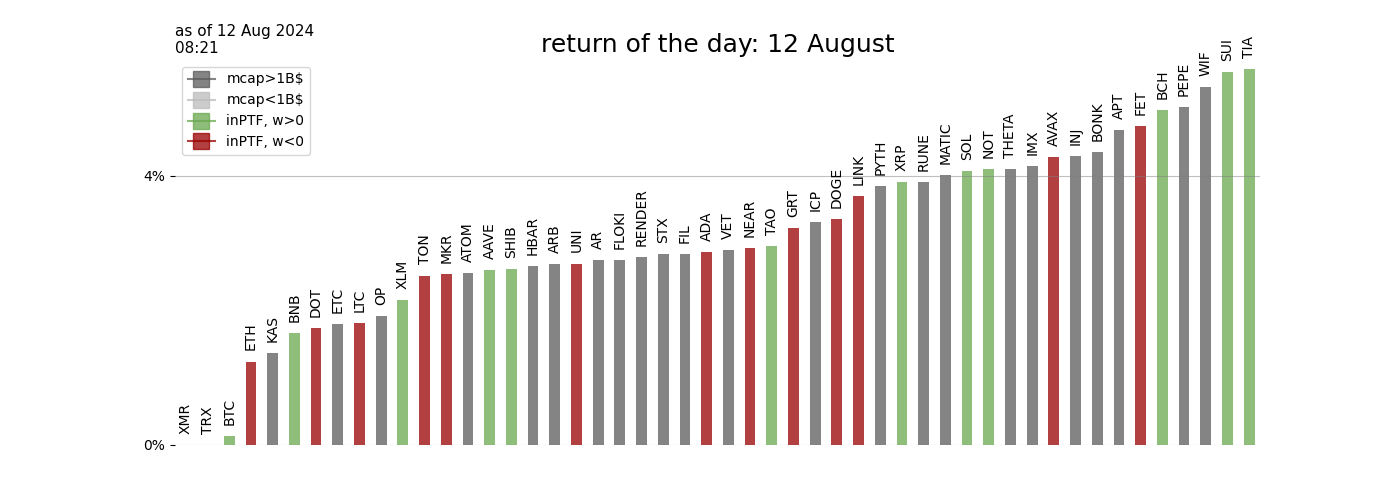 as of 12 Aug 2024
08:21
return of the day: 12 August
mcap>1B$
mcap<1B$
inPTF, w>0
inPTF, w<0
4%
0%
XMR
TRX
BTC
ETH
KAS
BNB
DOT
ETC
LTC
OP
XLM
TON
MKR
ATOM
AAVE
SHIB
HBAR
ARB
UNI
AR
FLOKI
RENDER
STX
FIL
ADA
VET
NEAR
TAO
GRT
ICP
DOGE
LINK
PYTH
XRP
RUNE
MATIC
SOL
NOT
THETA
IMX
AVAX
INJ
BONK
APT
FET
BCH
PEPE
WIF
SUI
TIA